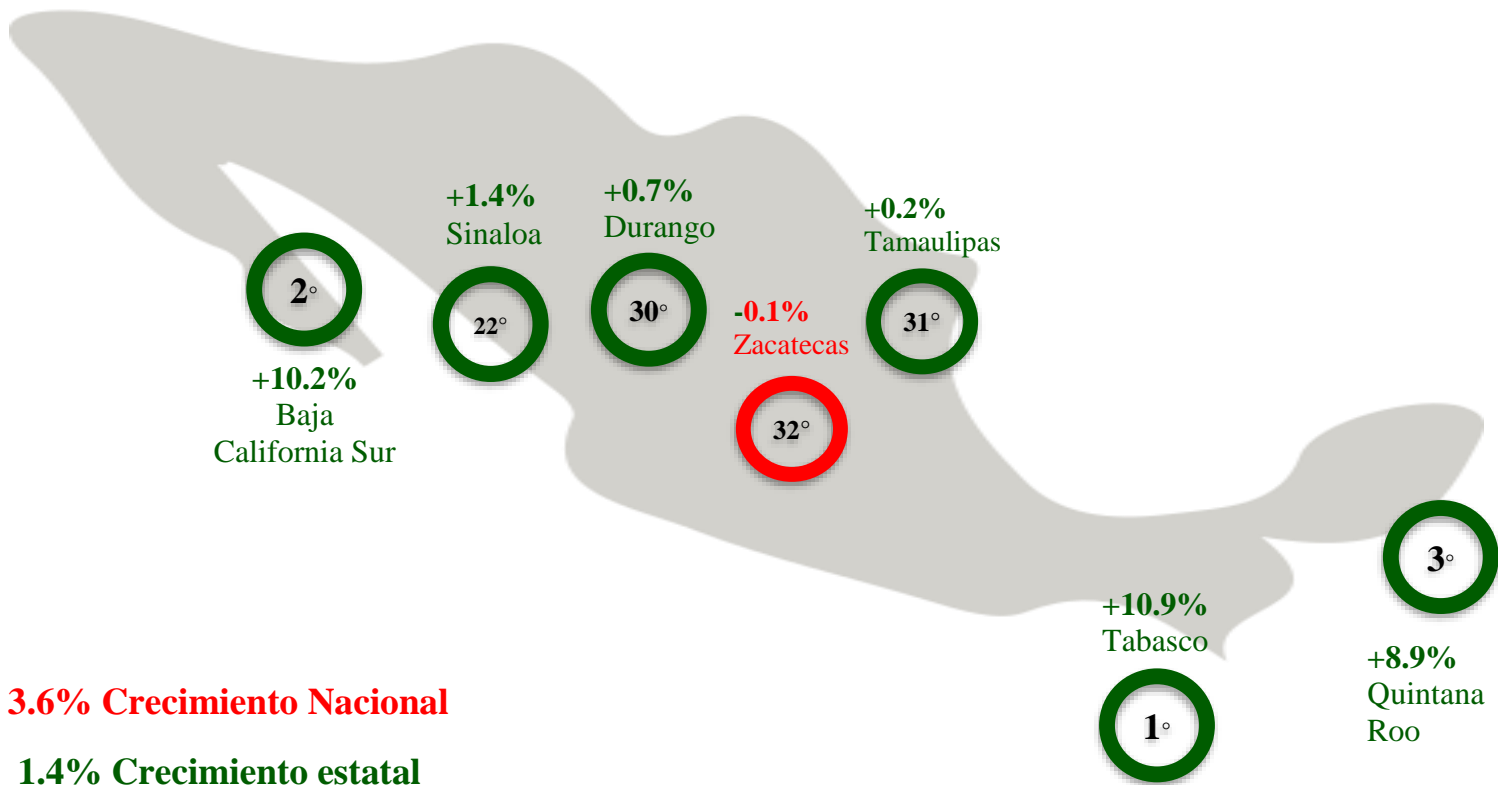 +1.4%
Sinaloa
22°
+0.7%
Durango
30°
+0.2%
Tamaulipas
31°
2°
+10.2%
Baja
California Sur
-0.1%
Zacatecas
32°
3°
+8.9%
Quintana
Roo
+10.9%
Tabasco
1°
3.6% Crecimiento Nacional
1.4% Crecimiento estatal